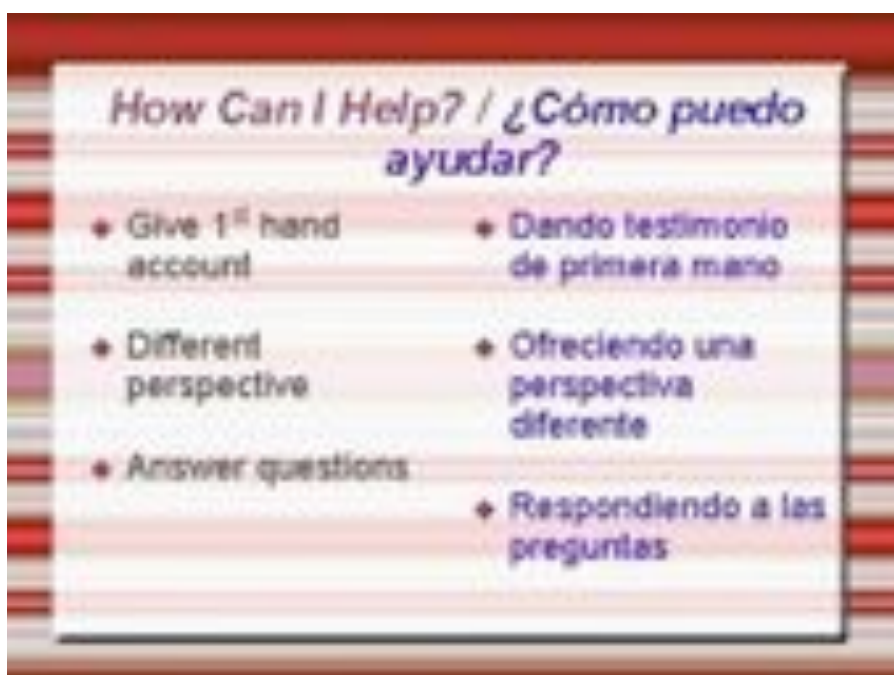 How Can I Help? / ¿Cómo puedo
ayudar?
Give 1st hand
account
Different
perspective
Answer questions
Dando testimonio
de primera mano
Ofreciendo una
perspectiva
diferente
Respondiendo a las
preguntas